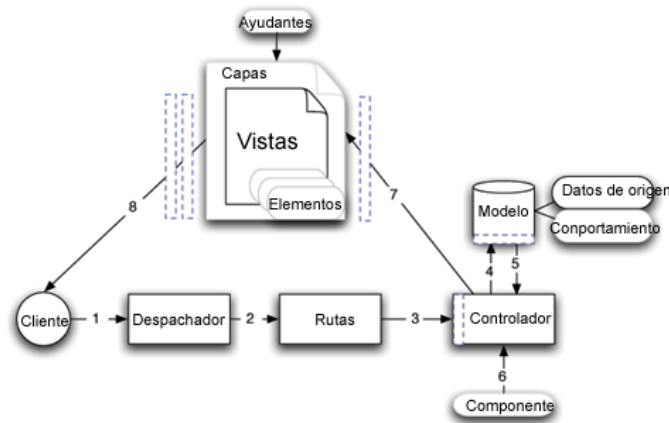 Ayudantes
Capas
Vistas
Elementos
8
7
Modelo
Datos de origen
Conportamiento
4
5
Cliente
1
Despachador
2
Rutas
3
Controlador
6
Componente